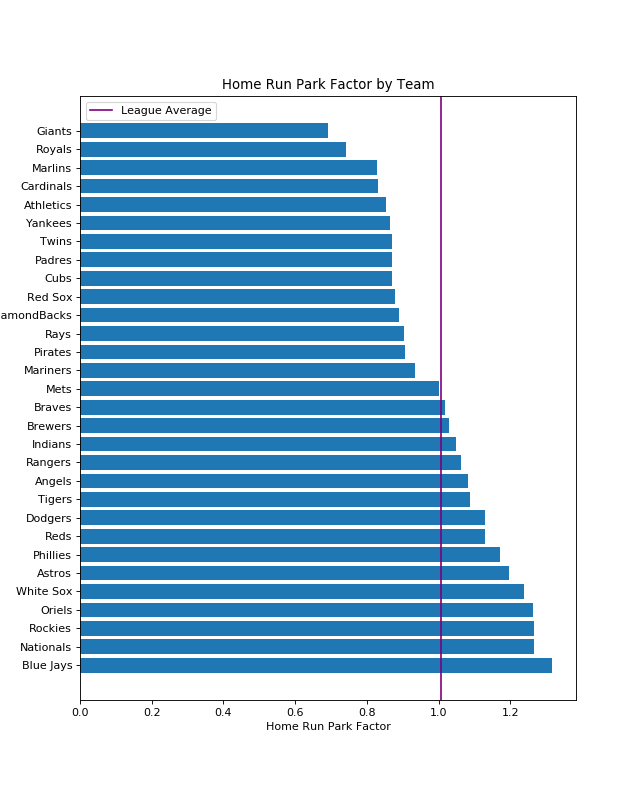 Home Run Park Factor by Team
League Average
Giants
Royals
Marlins
Cardinals
Athletics
Yankees
Twins
Padres
Cubs
Red Sox
amondBacks
Rays
Pirates
Mariners
Mets
Braves
Brewers
Indians
Rangers
Angels
Tigers
Dodgers
Reds
Phillies
Astros
White Sox
Oriels
Rockies
Nationals
Blue Jays
0.0 0.2 0.4 0.6 0.8 1.0 1.2
Home Run Park Factor